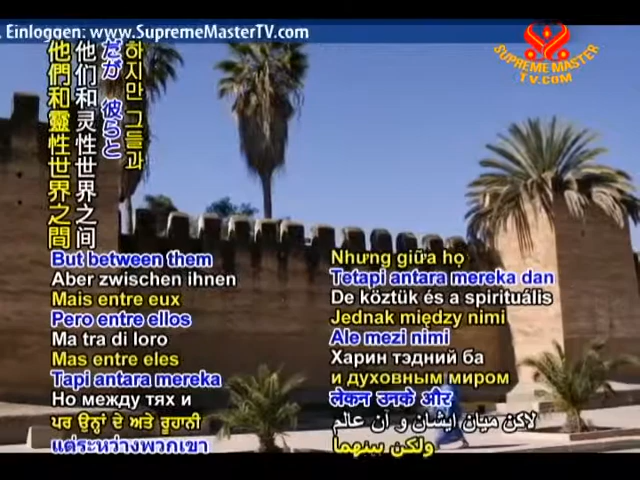 Einloggen: www.SupremeMasterTV.com
SUPREME MASTER
TV.COM
하지만 그들과
だが 彼らと
他们和灵性世界之间
他們和靈性世界之間
But between them
Aber zwischen ihnen
Mais entre eux
Pero entre ellos
Ma tra di loro
Mas entre eles
Tapi antara mereka
Но между тях и
ਪਰ ਉਨ੍ਹਾਂ ਦੇ ਅਤੇ ਰੂਹਾਨੀ
แต่ระหว่างพวกเขา
Nhưng giữa họ
Tetapi antara mereka dan
De köztük és a spirituális
Jednak między nimi
Ale mezi nimi
Харин тэдний ба
и духовным миром
लेकन उनके और
لاکن میان ایشان و آن عالم
ولكن بينهما